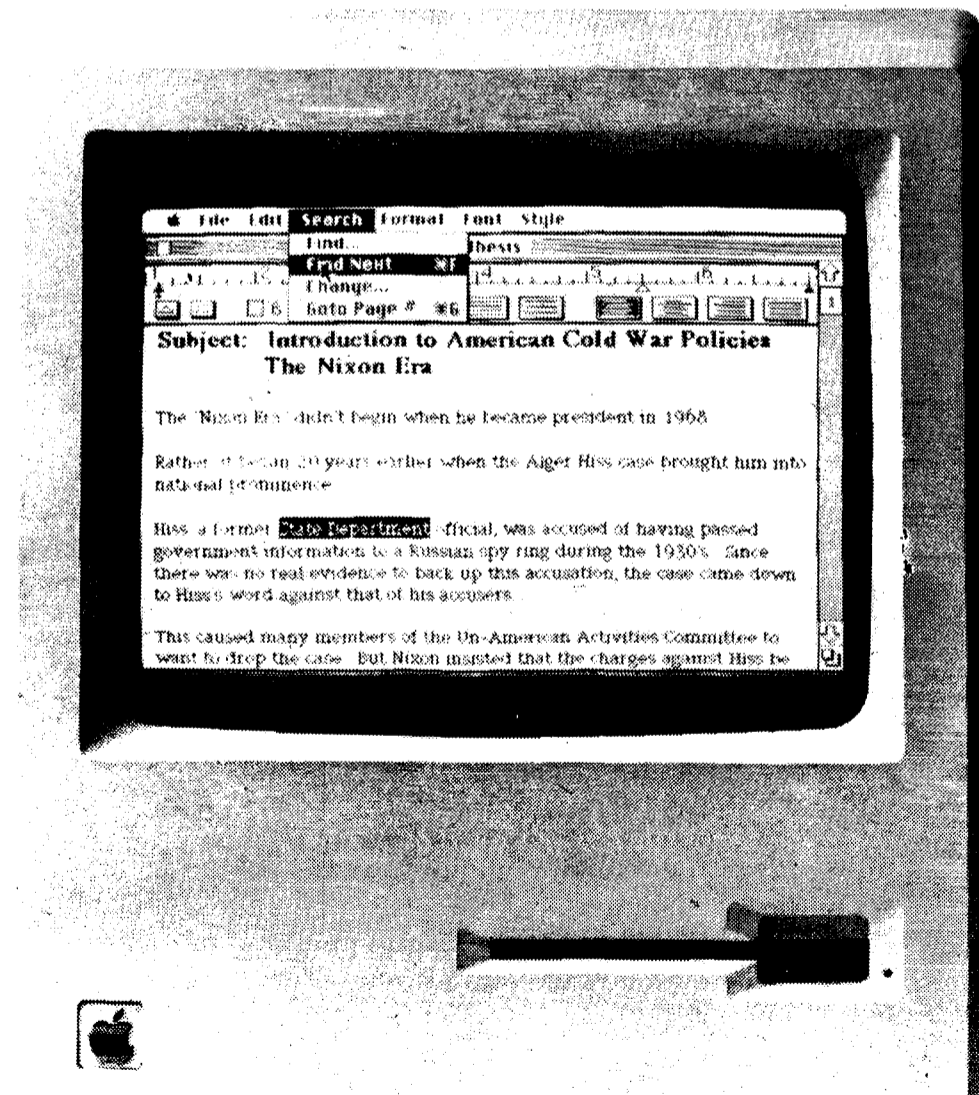 File Edit Search Format Font Style
Find...
Thesis
Find Next ⌘F
Change...
Goto Page # ⌘G
4 5 6
6
Subject: Introduction to American Cold War Policies
The Nixon Era
The "Nixon Era" didn't begin when he became president in 1968
Rather it began 20 years earlier when the Alger Hiss case brought him into
national prominence
Hiss, a former State Department official, was accused of having passed
government information to a Russian spy ring during the 1930's. Since
there was no real evidence to back up this accusation, the case came down
to Hiss's word against that of his accusers.
This caused many members of the Un-American Activities Committee to
want to drop the case. But Nixon insisted that the charges against Hiss be